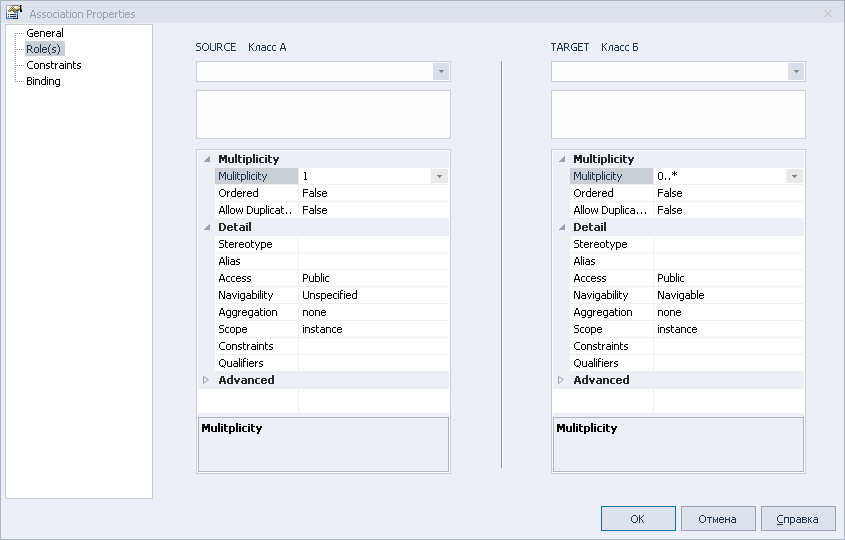 Association Properties
General
Role(s)
Constraints
Binding
SOURCE Класс А
TARGET Класс Б
Multiplicity
Mulitplicity 1
Ordered False
Allow Duplicat.. False
Detail
Stereotype
Alias
Access Public
Navigability Unspecified
Aggregation none
Scope instance
Constraints
Qualifiers
Advanced
Mulitplicity
Multiplicity
Mulitplicity 0..*
Ordered False
Allow Duplica... False
Detail
Stereotype
Alias
Access Public
Navigability Navigable
Aggregation none
Scope instance
Constraints
Qualifiers
Advanced
Mulitplicity
OK Отмена Справка